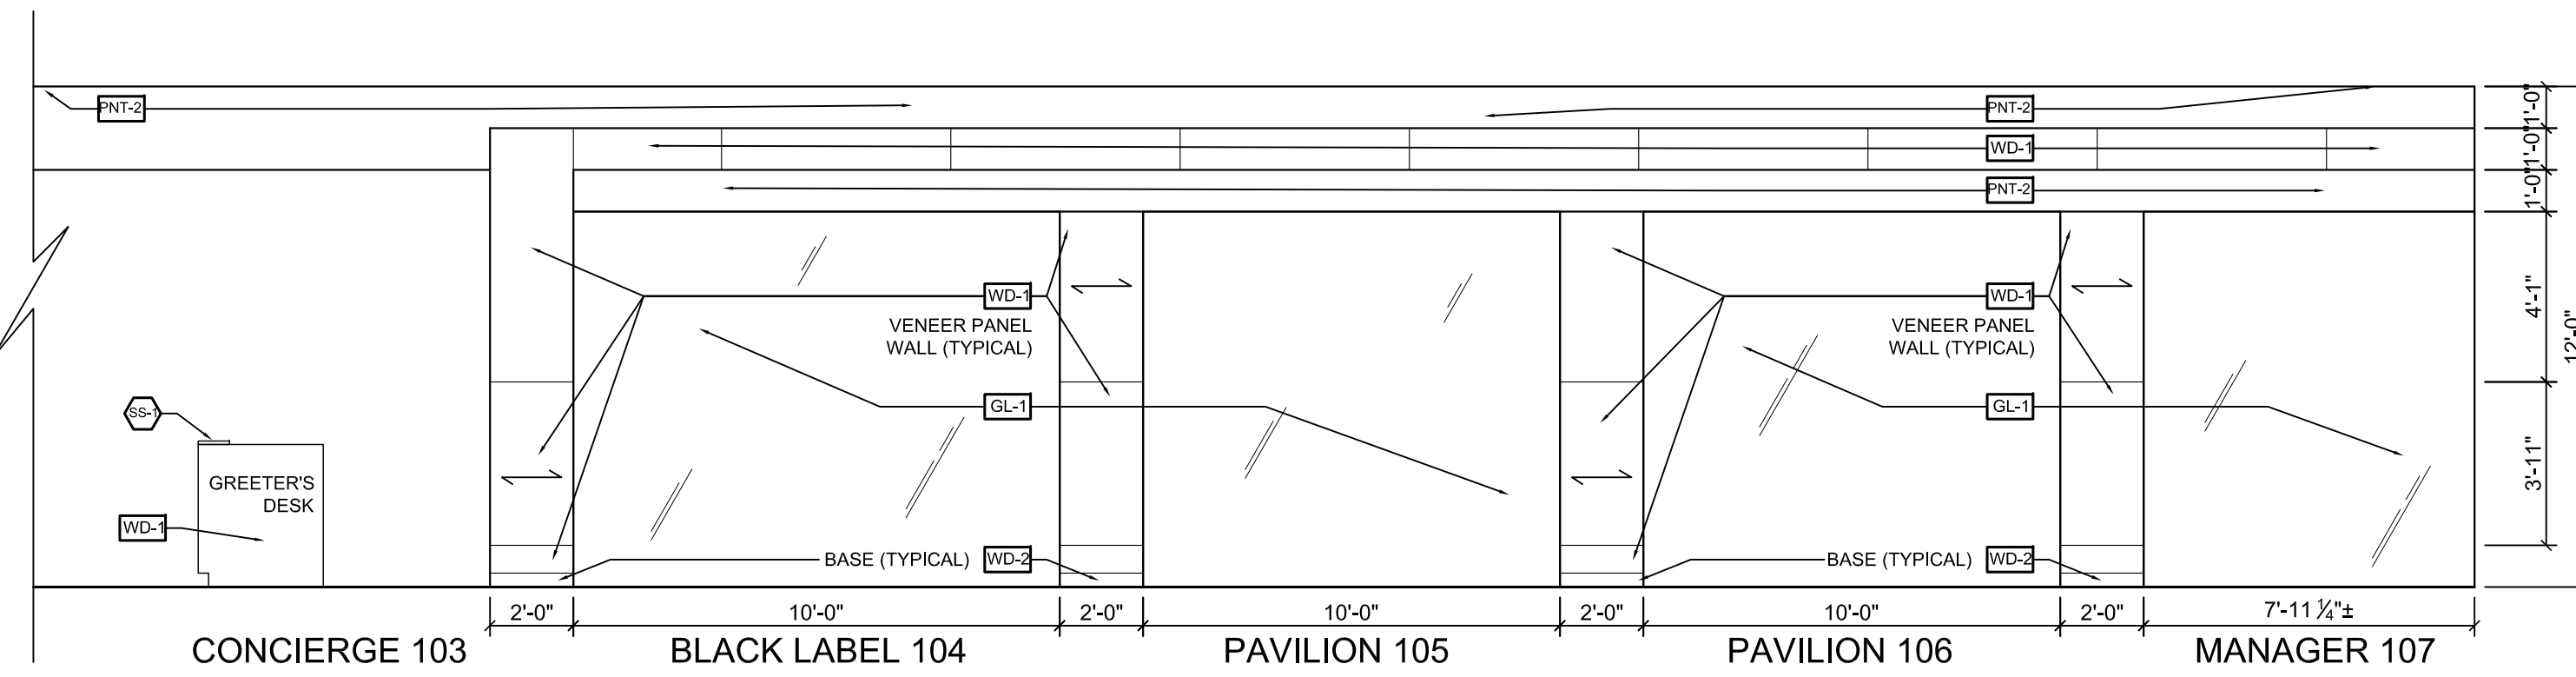 PNT-2
PNT-2
1'-0"
WD-1
1'-0"
PNT-2
1'-0"
WD-1
VENEER PANEL
WALL (TYPICAL)
WD-1
VENEER PANEL
WALL (TYPICAL)
4'-1"
12'-0"
SS-1
GL-1
GL-1
GREETER'S
DESK
3'-11"
WD-1
BASE (TYPICAL) WD-2
BASE (TYPICAL) WD-2
2'-0" 10'-0" 2'-0" 10'-0" 2'-0" 10'-0" 2'-0" 7'-11 ¼"±
CONCIERGE 103 BLACK LABEL 104 PAVILION 105 PAVILION 106 MANAGER 107